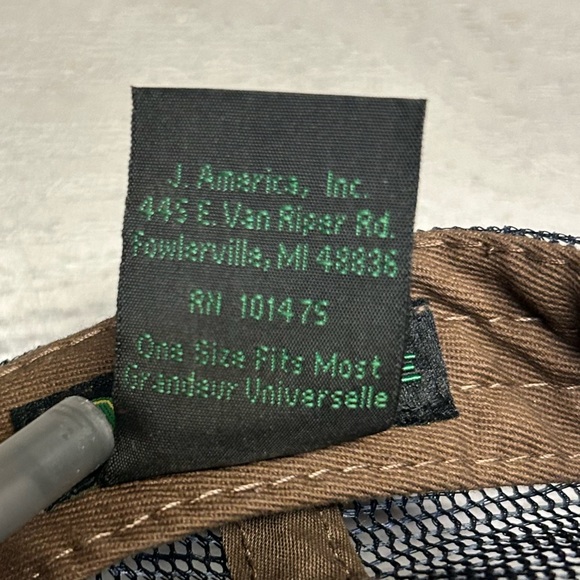 J. America, Inc.
445 E. Van Riper Rd.
Fowlerville, MI 48836
RN 101475
One Size Fits Most
Grandeur Universelle